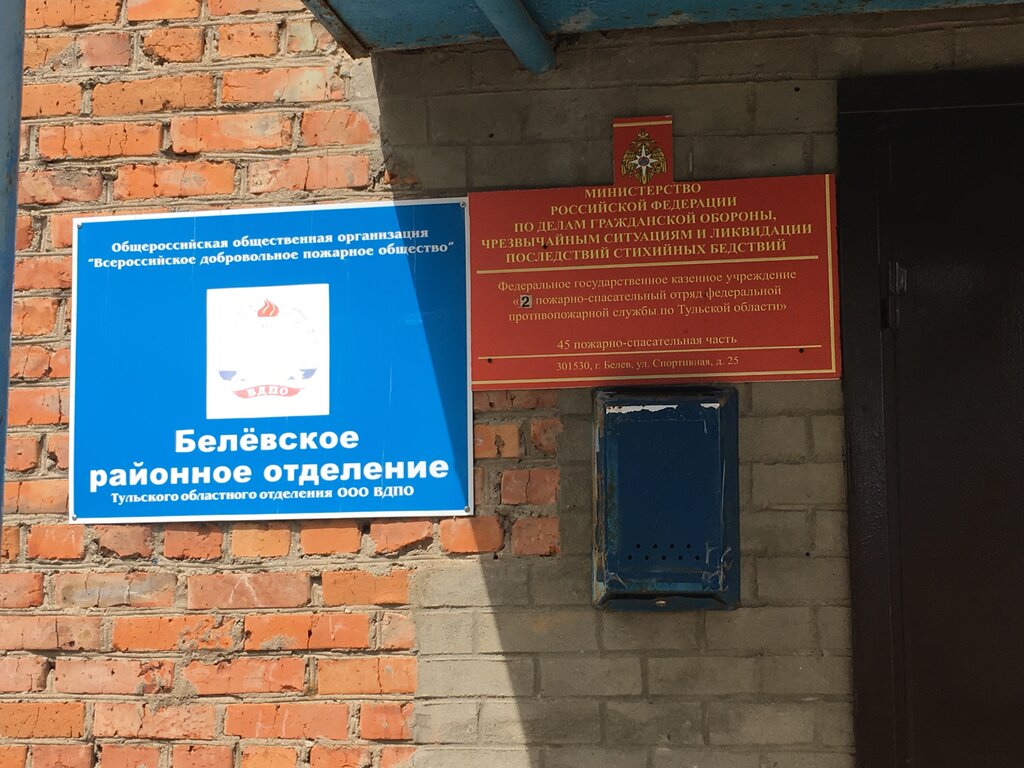 Общероссийская общественная организация
"Всероссийское добровольное пожарное общество"
ВДПО
Белёвское
районное отделение
Тульского областного отделения ООО ВДПО
МИНИСТЕРСТВО
РОССИЙСКОЙ ФЕДЕРАЦИИ
ПО ДЕЛАМ ГРАЖДАНСКОЙ ОБОРОНЫ,
ЧРЕЗВЫЧАЙНЫМ СИТУАЦИЯМ И ЛИКВИДАЦИИ
ПОСЛЕДСТВИЙ СТИХИЙНЫХ БЕДСТВИЙ
Федеральное государственное казенное учреждение
«2 пожарно-спасательный отряд федеральной
противопожарной службы по Тульской области»
45 пожарно-спасательная часть
301530, г. Белев, ул. Спортивная, д. 25